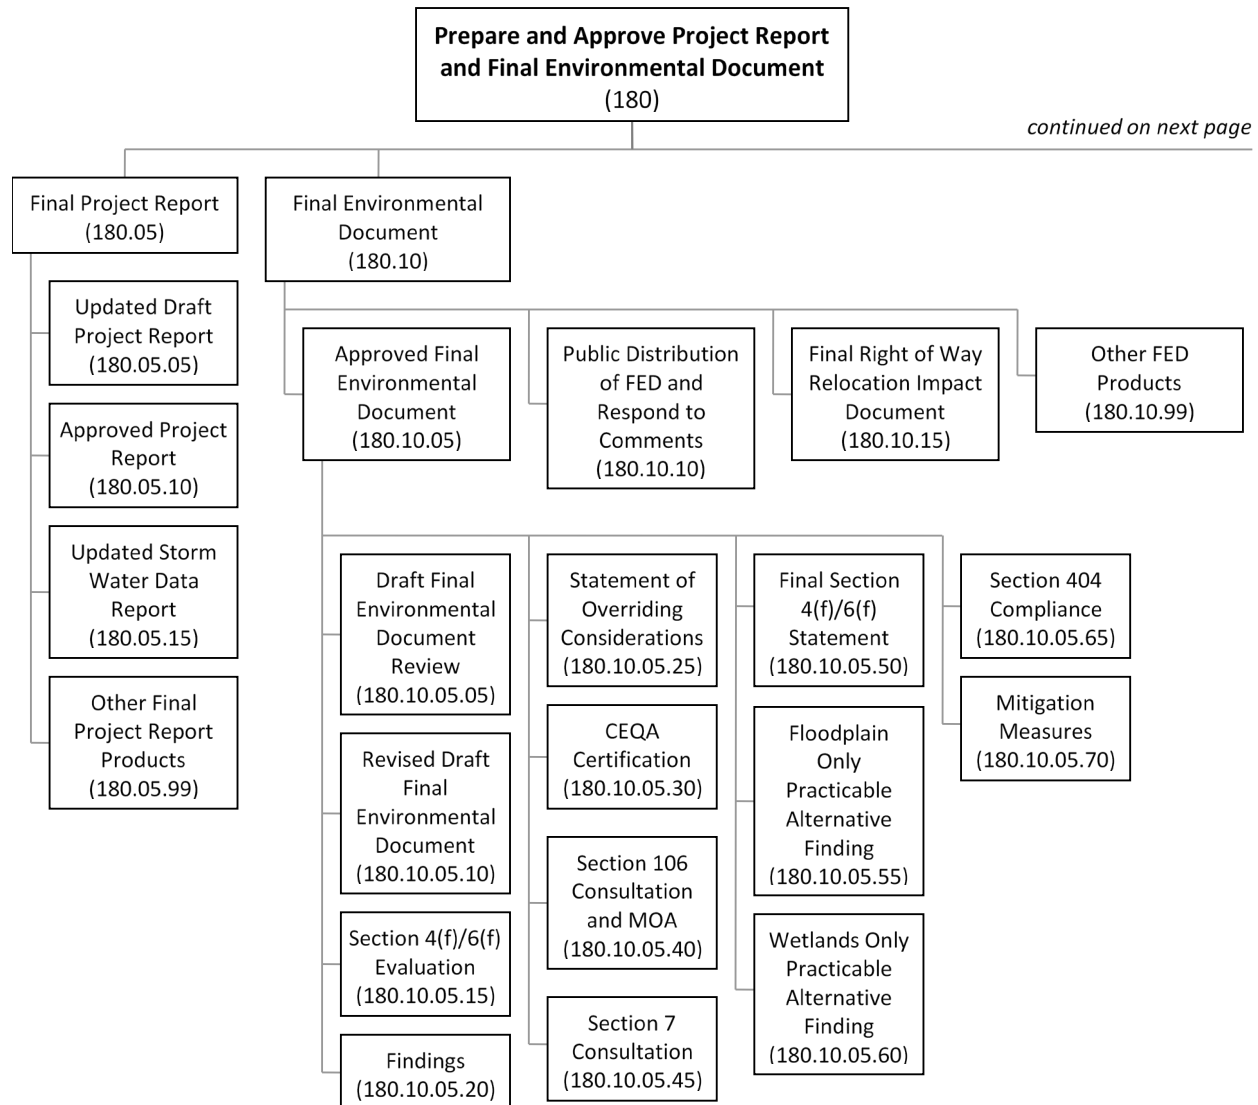 Prepare and Approve Project Report
and Final Environmental Document
(180)
continued on next page
Final Project Report
(180.05)
Updated Draft
Project Report
(180.05.05)
Approved Project
Report
(180.05.10)
Updated Storm
Water Data
Report
(180.05.15)
Other Final
Project Report
Products
(180.05.99)
Final Environmental
Document
(180.10)
Approved Final
Environmental
Document
(180.10.05)
Public Distribution
of FED and
Respond to
Comments
(180.10.10)
Final Right of Way
Relocation Impact
Document
(180.10.15)
Other FED
Products
(180.10.99)
Draft Final
Environmental
Document
Review
(180.10.05.05)
Revised Draft
Final
Environmental
Document
(180.10.05.10)
Section 4(f)/6(f)
Evaluation
(180.10.05.15)
Findings
(180.10.05.20)
Statement of
Overriding
Considerations
(180.10.05.25)
CEQA
Certification
(180.10.05.30)
Section 106
Consultation
and MOA
(180.10.05.40)
Section 7
Consultation
(180.10.05.45)
Final Section
4(f)/6(f)
Statement
(180.10.05.50)
Floodplain
Only
Practicable
Alternative
Finding
(180.10.05.55)
Wetlands Only
Practicable
Alternative
Finding
(180.10.05.60)
Section 404
Compliance
(180.10.05.65)
Mitigation
Measures
(180.10.05.70)